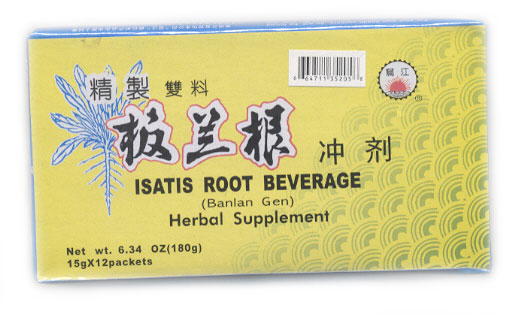 精製雙料
板兰根 冲剂
ISATIS ROOT BEVERAGE
(Banlan Gen)
Herbal Supplement
Net wt. 6.34 OZ(180g)
15gX12packets
®